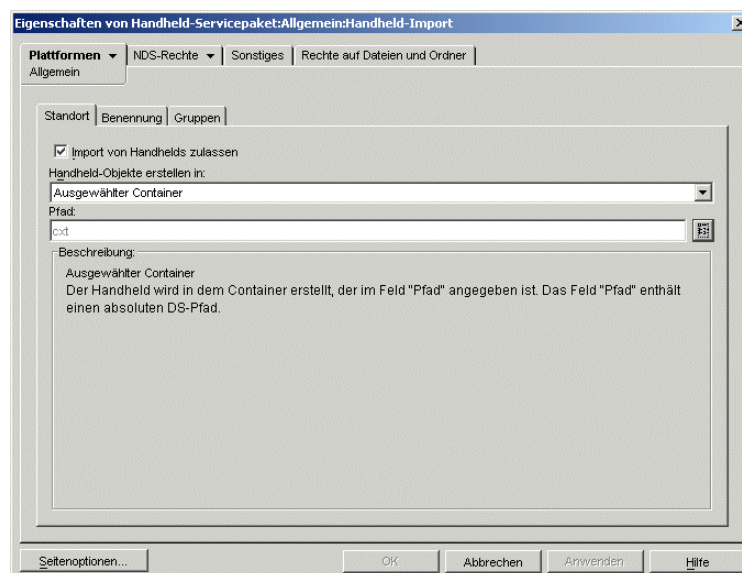 Eigenschaften von Handheld-Servicepaket:Allgemein:Handheld-Import
Plattformen NDS-Rechte Sonstiges Rechte auf Dateien und Ordner
Allgemein
Standort Benennung Gruppen
Import von Handhelds zulassen
Handheld-Objekte erstellen in:
Ausgewählter Container
Pfad:
cxt
Beschreibung:
Ausgewählter Container
Der Handheld wird in dem Container erstellt, der im Feld "Pfad" angegeben ist. Das Feld "Pfad" enthält
einen absoluten DS-Pfad.
Seitenoptionen... OK Abbrechen Anwenden Hilfe